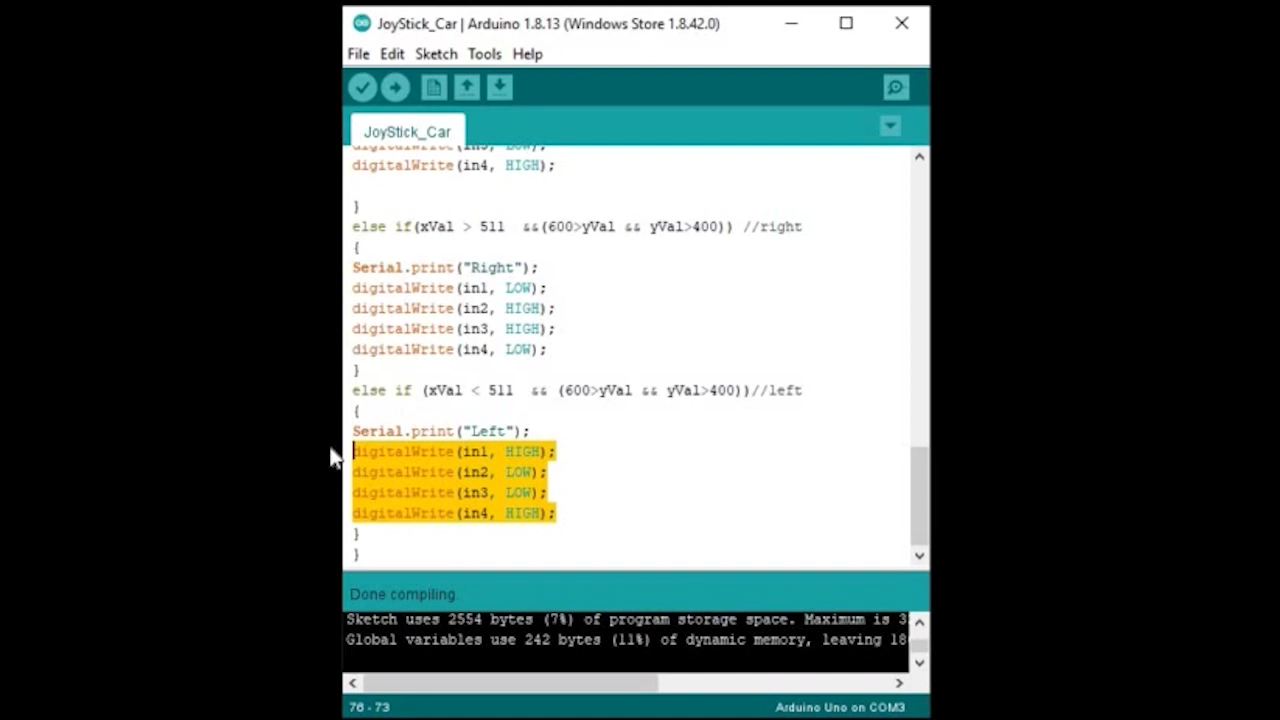 JoyStick_Car | Arduino 1.8.13 (Windows Store 1.8.42.0)
File Edit Sketch Tools Help
JoyStick_Car
digitalWrite(in3, LOW);
digitalWrite(in4, HIGH);
}
else if(xVal > 511  &&(600>yVal && yVal>400)) //right
{
Serial.print("Right");
digitalWrite(in1, LOW);
digitalWrite(in2, HIGH);
digitalWrite(in3, HIGH);
digitalWrite(in4, LOW);
}
else if (xVal < 511  && (600>yVal && yVal>400))//left
{
Serial.print("Left");
digitalWrite(in1, HIGH);
digitalWrite(in2, LOW);
digitalWrite(in3, LOW);
digitalWrite(in4, HIGH);
}
}
Done compiling.
Sketch uses 2554 bytes (7%) of program storage space. Maximum is 3
Global variables use 242 bytes (11%) of dynamic memory, leaving 18
76 - 73
Arduino Uno on COM3